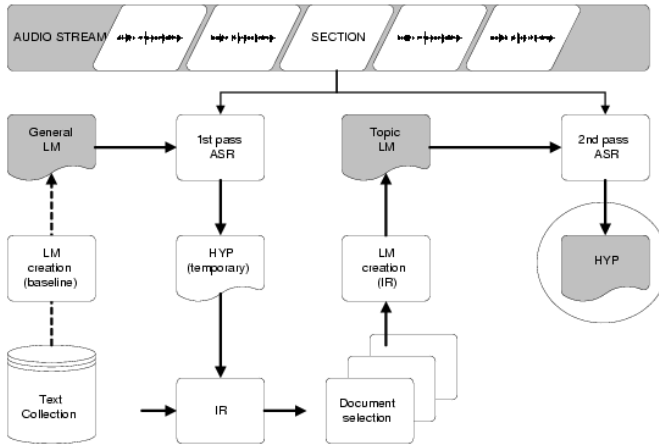 AUDIO STREAM
SECTION
General
LM
1st pass
ASR
Topic
LM
2nd pass
ASR
LM
creation
(baseline)
HYP
(temporary)
LM
creation
(IR)
HYP
Text
Collection
IR
Document
selection